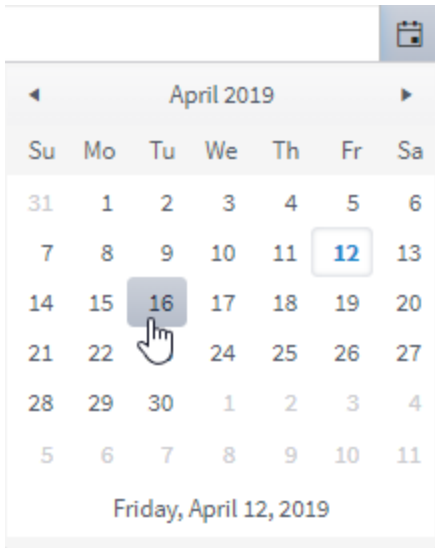 April 2019
Su Mo Tu We Th Fr Sa
31 1 2 3 4 5 6
7 8 9 10 11 12 13
14 15 16 17 18 19 20
21 22 24 25 26 27
28 29 30 1 2 3 4
5 6 7 8 9 10 11
Friday, April 12, 2019